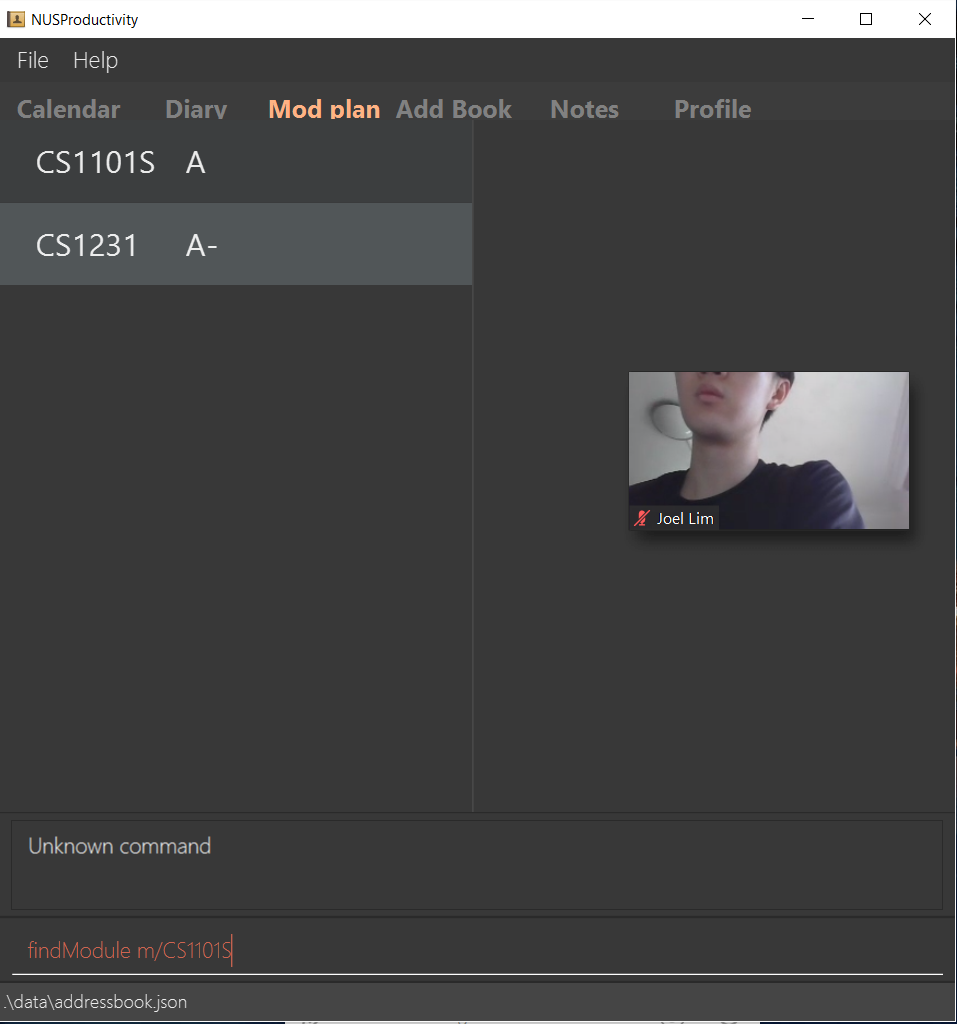 NUSProductivity
File Help
Calendar Diary Mod plan Add Book Notes Profile
CS1101S A
CS1231 A-
Joel Lim
Unknown command
findModule m/CS1101S
.\data\addressbook.json